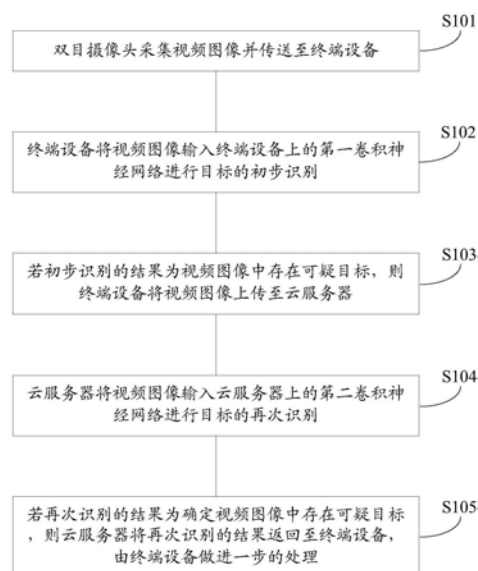 S101
双目摄像头采集视频图像并传送至终端设备
S102
终端设备将视频图像输入终端设备上的第一卷积神
经网络进行目标的初步识别
S103
若初步识别的结果为视频图像中存在可疑目标，则
终端设备将视频图像上传至云服务器
S104
云服务器将视频图像输入云服务器上的第二卷积神
经网络进行目标的再次识别
S105
若再次识别的结果为确定视频图像中存在可疑目标
，则云服务器将再次识别的结果返回至终端设备，
由终端设备做进一步的处理